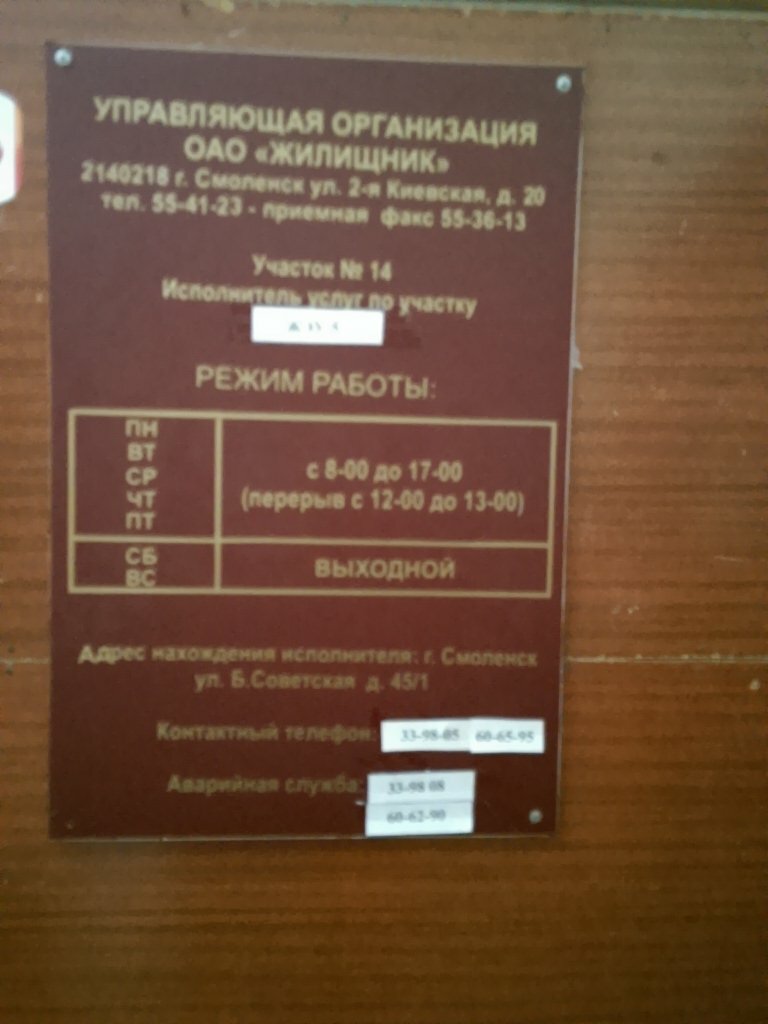 УПРАВЛЯЮЩАЯ ОРГАНИЗАЦИЯ
ОАО «ЖИЛИЩНИК»
2140218 г. Смоленск ул. 2-я Киевская, д. 20
тел. 55-41-23 - приемная факс 55-36-13
Участок № 14
Исполнитель услуг по участку
РЕЖИМ РАБОТЫ:
ПН
ВТ
СР
ЧТ
ПТ
с 8-00 до 17-00
(перерыв с 12-00 до 13-00)
СБ
ВС
ВЫХОДНОЙ
Адрес нахождения исполнителя: г. Смоленск
ул. Б.Советская д. 45/1
Контактный телефон: 33-98-05 60-65-95
Аварийная служба: 33-98 08
60-62-90